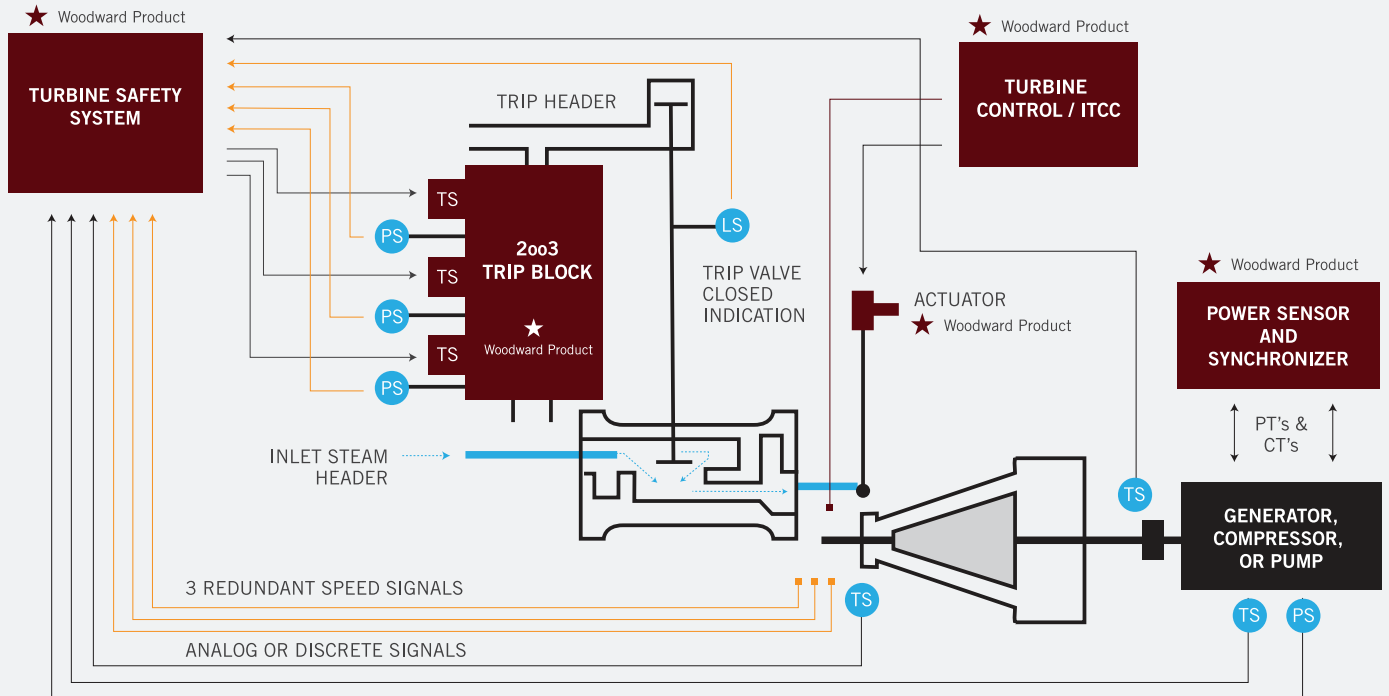 Woodward Product
TURBINE SAFETY
SYSTEM
TRIP HEADER
Woodward Product
TURBINE
CONTROL / ITCC
TS
PS
TS
PS
TS
PS
2oo3
TRIP BLOCK
Woodward Product
LS
TRIP VALVE
CLOSED
INDICATION
ACTUATOR
Woodward Product
Woodward Product
POWER SENSOR
AND
SYNCHRONIZER
PT's &
CT's
INLET STEAM
HEADER
TS
GENERATOR,
COMPRESSOR,
OR PUMP
3 REDUNDANT SPEED SIGNALS
TS
TS
PS
ANALOG OR DISCRETE SIGNALS